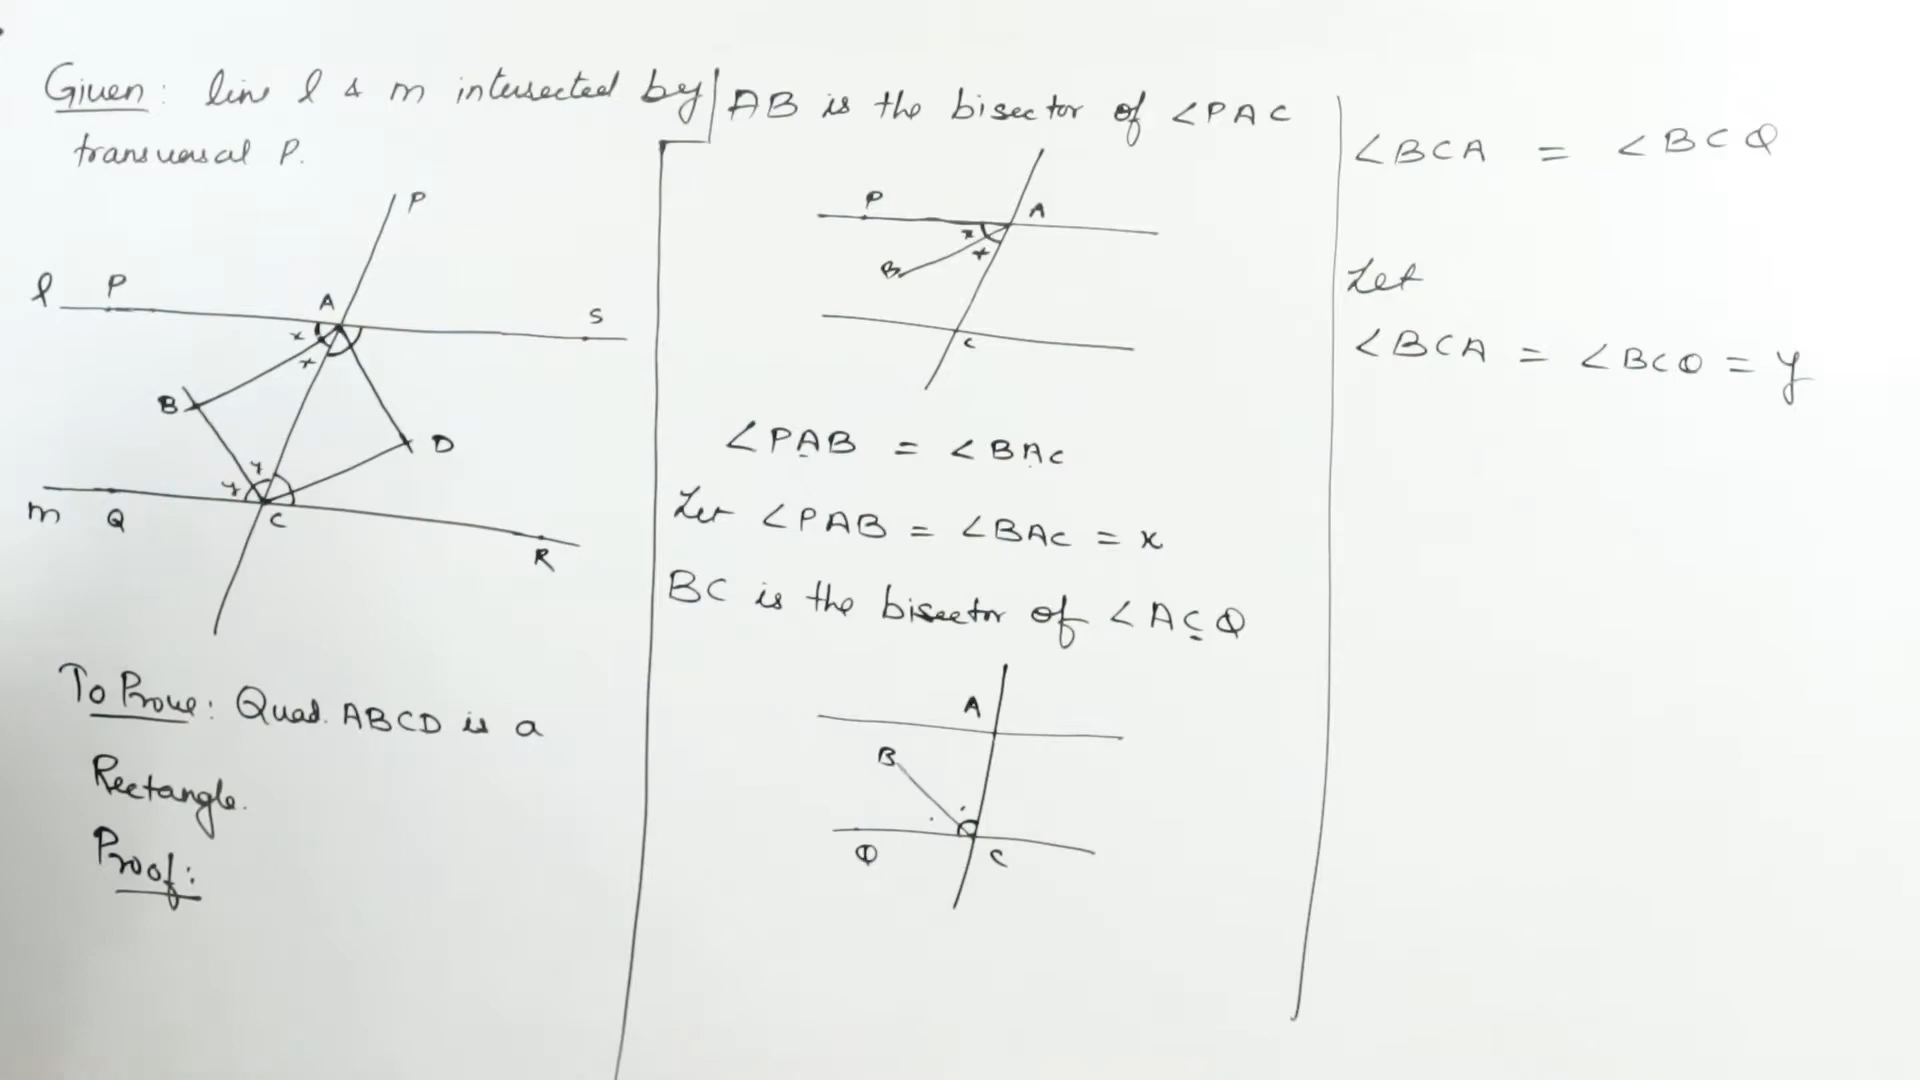 Given: line l & m intersected by
transversal P.
P
l P A S
x
x
B
D
y
y
m Q C
R
To Prove: Quad. ABCD is a
Rectangle.
Proof:
AB is the bisector of ∠PAC
P A
x
x
B
C
∠PAB = ∠BAC
Let ∠PAB = ∠BAC = x
BC is the bisector of ∠ACQ
A
B
Q C
∠BCA = ∠BCQ
Let
∠BCA = ∠BCQ = y